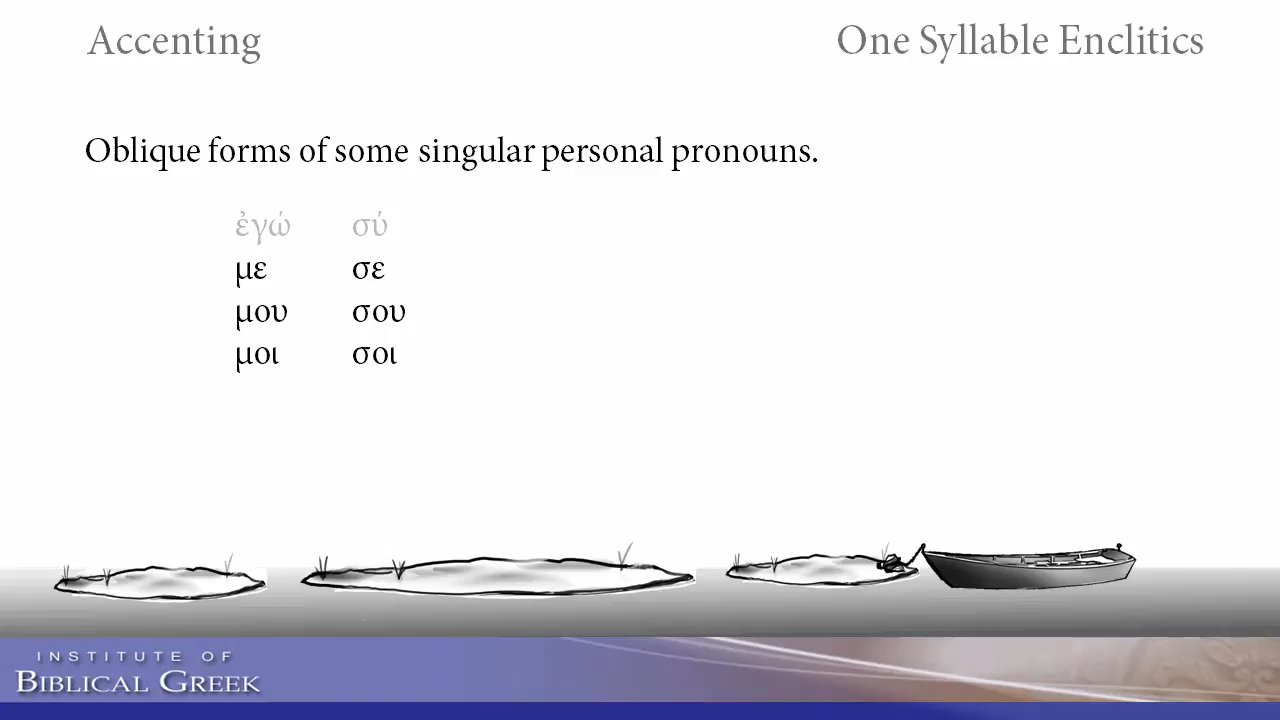 Accenting One Syllable Enclitics
Oblique forms of some singular personal pronouns.
ἐγώ σύ
με σε
μου σου
μοι σοι
INSTITUTE OF
BIBLICAL GREEK